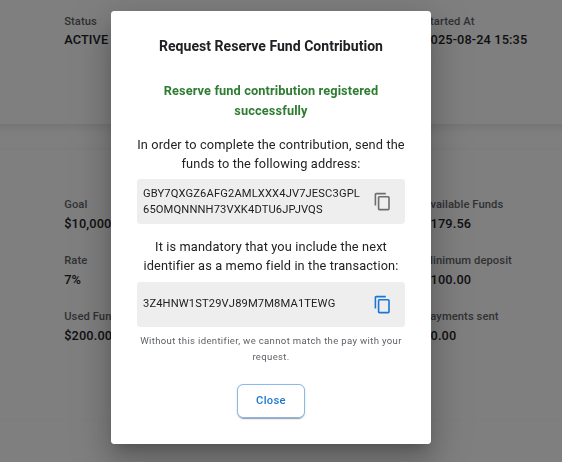 Status
ACTIVE
Request Reserve Fund Contribution
tarted At
025-08-24 15:35
Reserve fund contribution registered
successfully
In order to complete the contribution, send the
funds to the following address:
GBY7QXGZ6AFG2AMLXXX4JV7JESC3GPL
65OMQNNNH73VXK4DTU6JPJVQS
It is mandatory that you include the next
identifier as a memo field in the transaction:
3Z4HNW1ST29VJ89M7M8MA1TEWG
Without this identifier, we cannot match the pay with your
request.
Close
Goal
$10,000
vailable Funds
179.56
Rate
7%
inimum deposit
100.00
Used Fun
$200.00
ayments sent
0.00